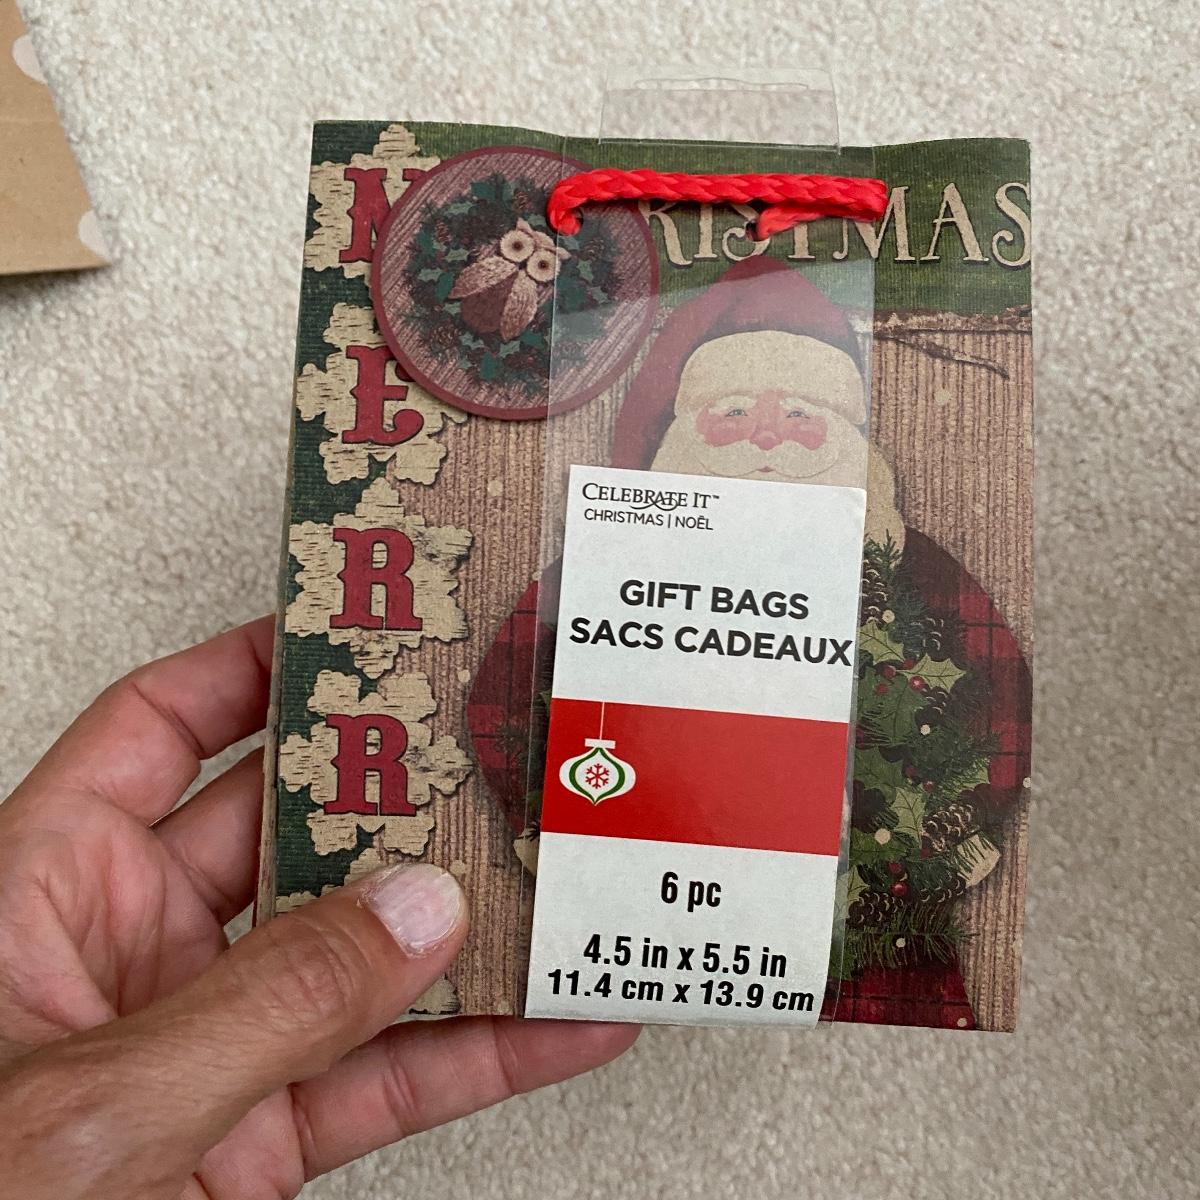 MERR
RISTMAS
CELEBRATE IT™
CHRISTMAS | NOËL
GIFT BAGS
SACS CADEAUX
6 pc
4.5 in x 5.5 in
11.4 cm x 13.9 cm